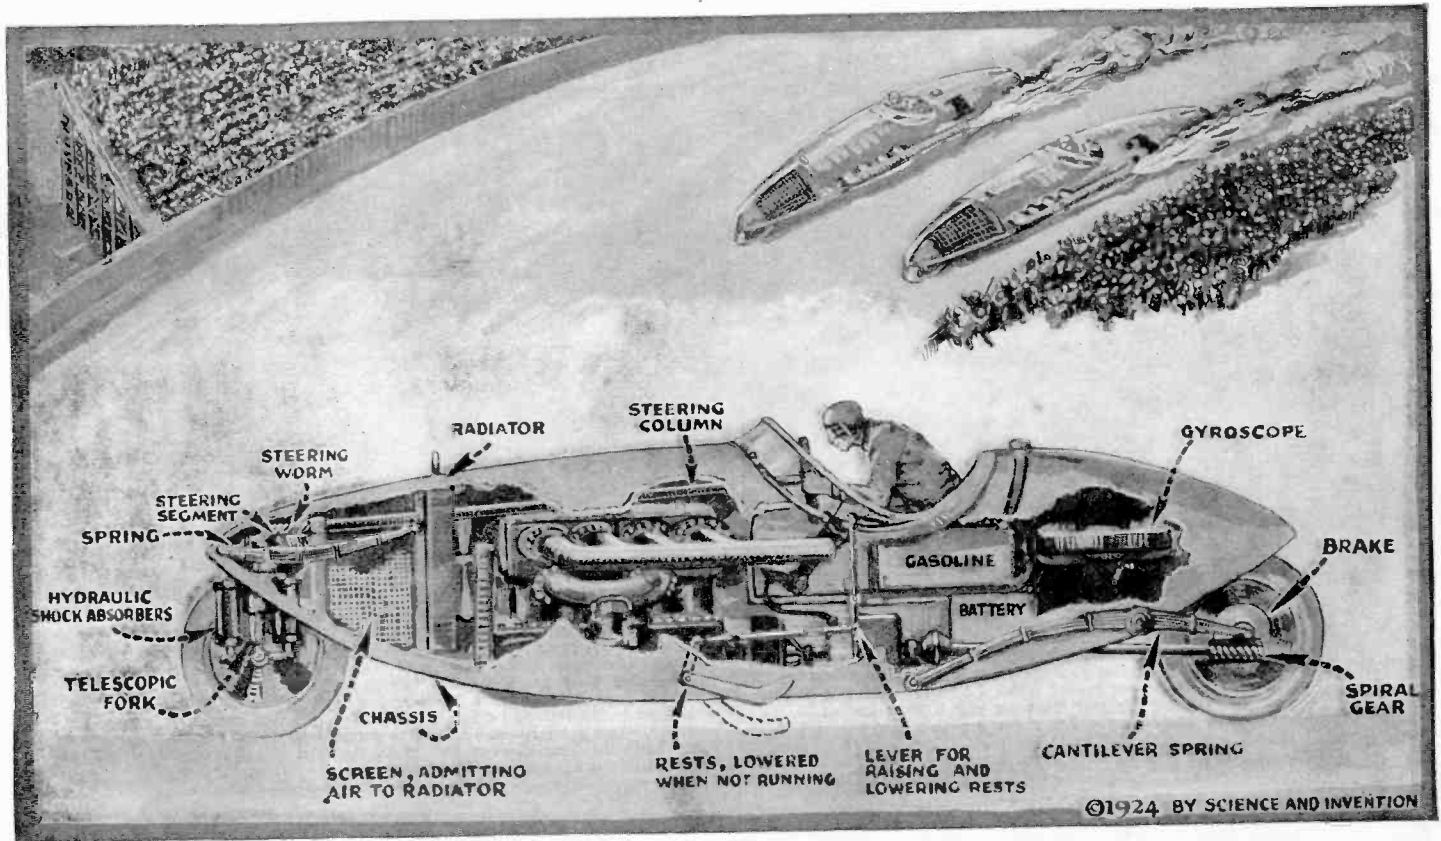 STEERING
COLUMN
RADIATOR
GYROSCOPE
STEERING
WORM
STEERING
SEGMENT
SPRING
BRAKE
GASOLINE
HYDRAULIC
SHOCK ABSORBERS
BATTERY
TELESCOPIC
FORK
SPIRAL
GEAR
CHASSIS
SCREEN, ADMITTING
AIR TO RADIATOR
RESTS, LOWERED
WHEN NOT RUNNING
LEVER FOR
RAISING AND
LOWERING RESTS
CANTILEVER SPRING
©1924 BY SCIENCE AND INVENTION